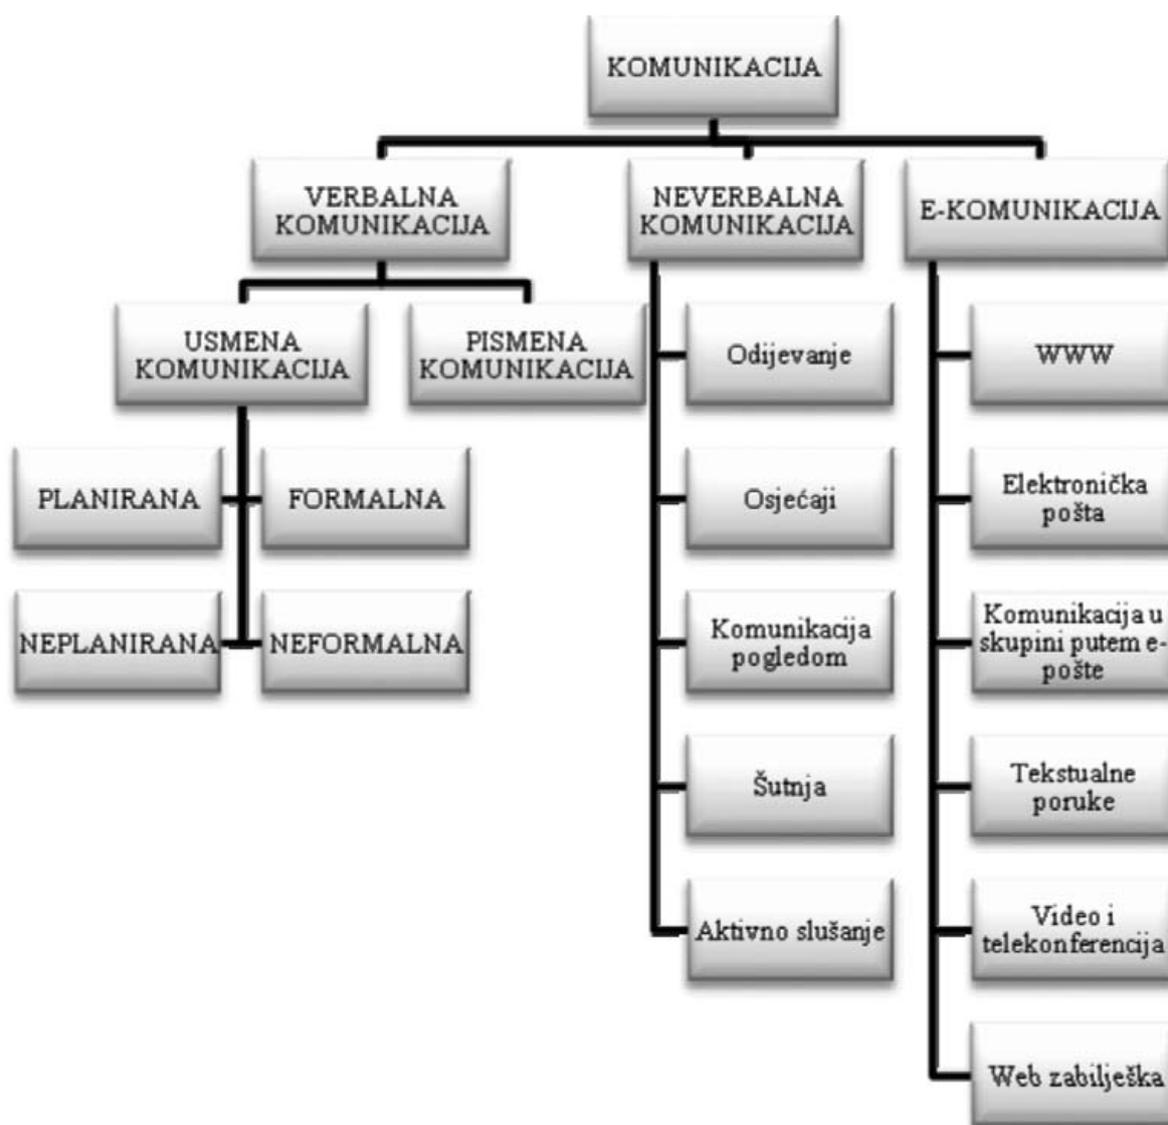 KOMUNIKACIJA
VERBALNA
KOMUNIKACIJA
NEVERBALNA
KOMUNIKACIJA
E-KOMUNIKACIJA
USMENA
KOMUNIKACIJA
PISMENA
KOMUNIKACIJA
PLANIRANA
FORMALNA
NEPLANIRANA
NEFORMALNA
Odijevanje
Osjećaji
Komunikacija
pogledom
Šutnja
Aktivno slušanje
WWW
Elektronička
pošta
Komunikacija u
skupini putem e-
pošte
Tekstualne
poruke
Video i
telekonferencija
Web zabilješka